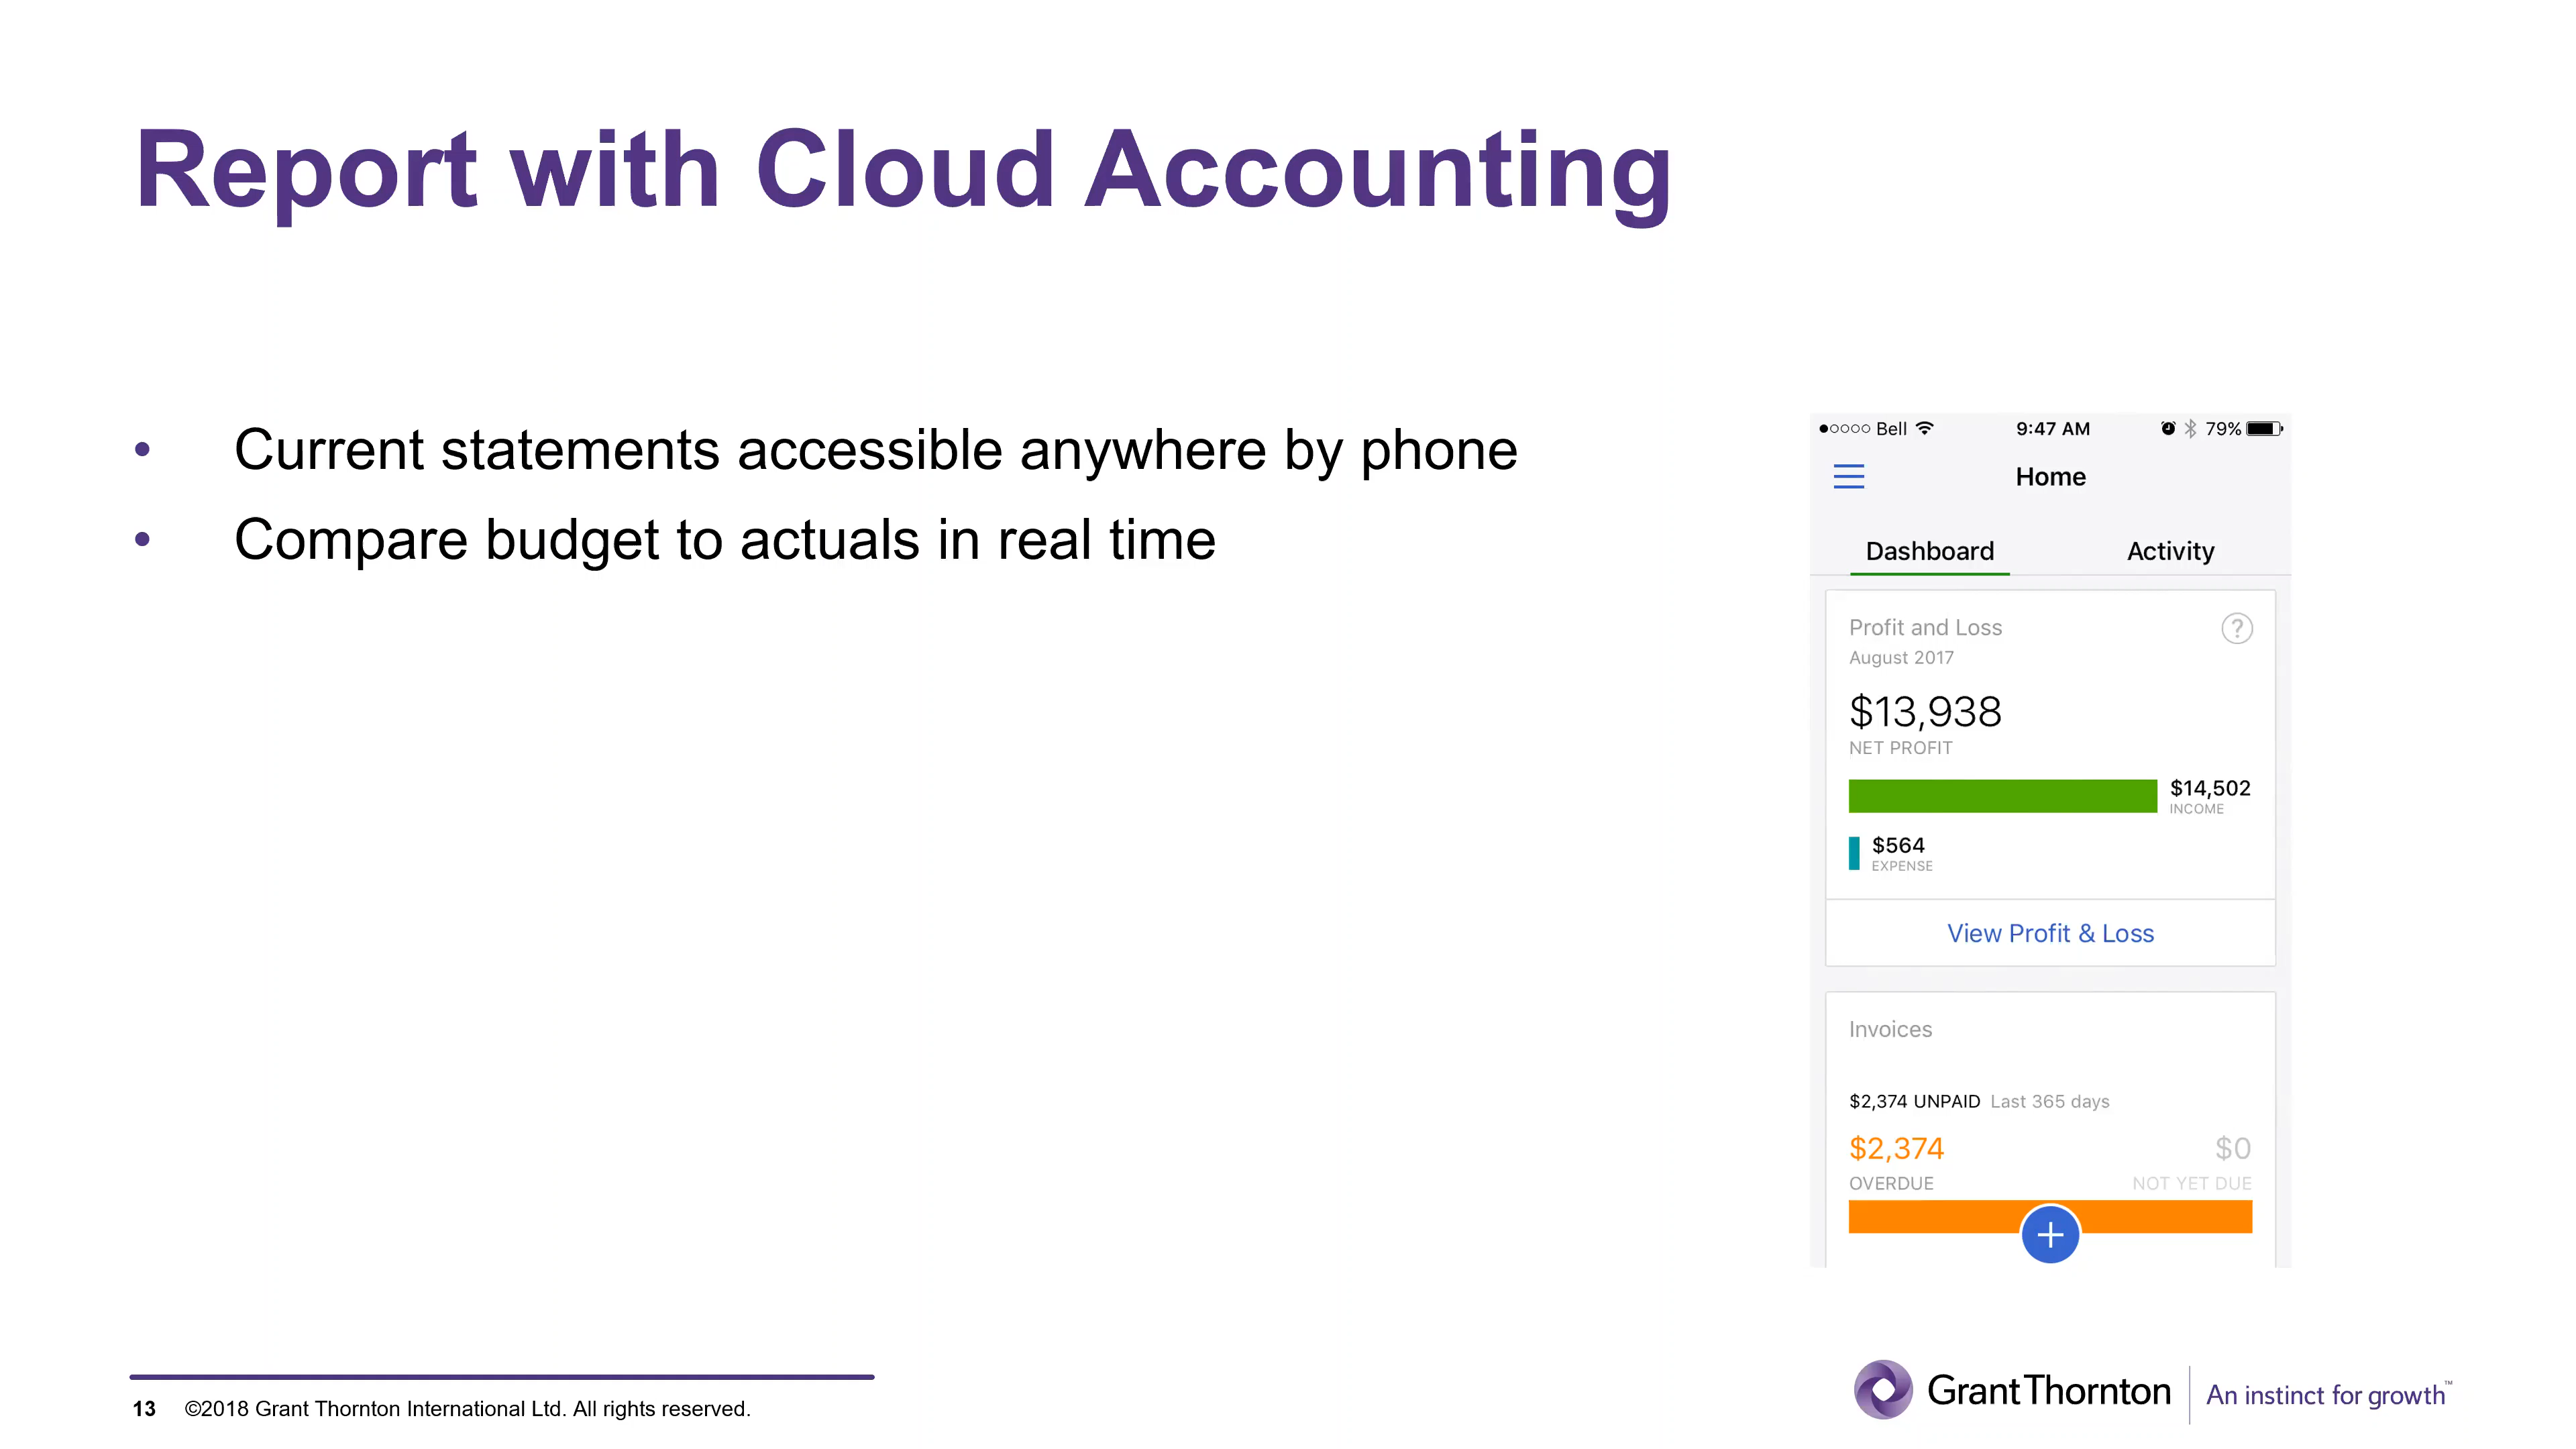 Report with Cloud Accounting
• Current statements accessible anywhere by phone
• Compare budget to actuals in real time
Bell 9:47 AM 79%
Home
Dashboard Activity
Profit and Loss ?
August 2017
$13,938
NET PROFIT
$14,502
INCOME
$564
EXPENSE
View Profit & Loss
Invoices
$2,374 UNPAID Last 365 days
$2,374 $0
OVERDUE NOT YET DUE
+
13 ©2018 Grant Thornton International Ltd. All rights reserved.
Grant Thornton An instinct for growth™